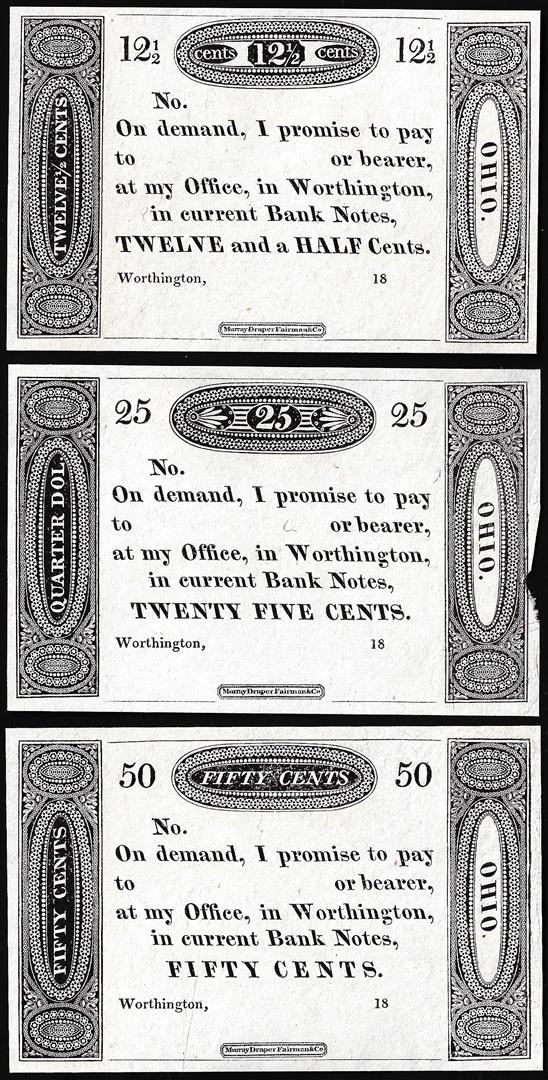 12½ cents 12½ cents 12½
TWELVE ½ CENTS
No.
On demand, I promise to pay
to or bearer,
at my Office, in Worthington,
in current Bank Notes,
TWELVE and a HALF Cents.
Worthington, 18
Murray Draper Fairman & Co
OHIO.
25 25 25
QUARTER DOL.
No.
On demand, I promise to pay
to or bearer,
at my Office, in Worthington,
in current Bank Notes,
TWENTY FIVE CENTS.
Worthington, 18
Murray Draper Fairman & Co
OHIO.
50 FIFTY CENTS 50
FIFTY CENTS
No.
On demand, I promise to pay
to or bearer,
at my Office, in Worthington,
in current Bank Notes,
FIFTY CENTS.
Worthington, 18
Murray Draper Fairman & Co
OHIO.